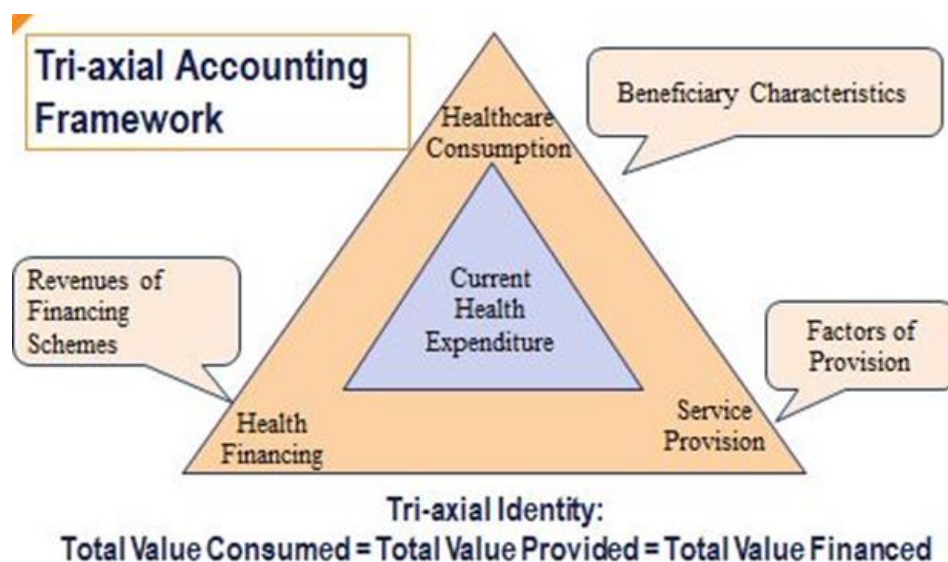 Tri-axial Accounting
Framework
Beneficiary Characteristics
Healthcare
Consumption
Revenues of
Financing
Schemes
Current
Health
Expenditure
Factors of
Provision
Health
Financing
Service
Provision
Tri-axial Identity:
Total Value Consumed = Total Value Provided = Total Value Financed